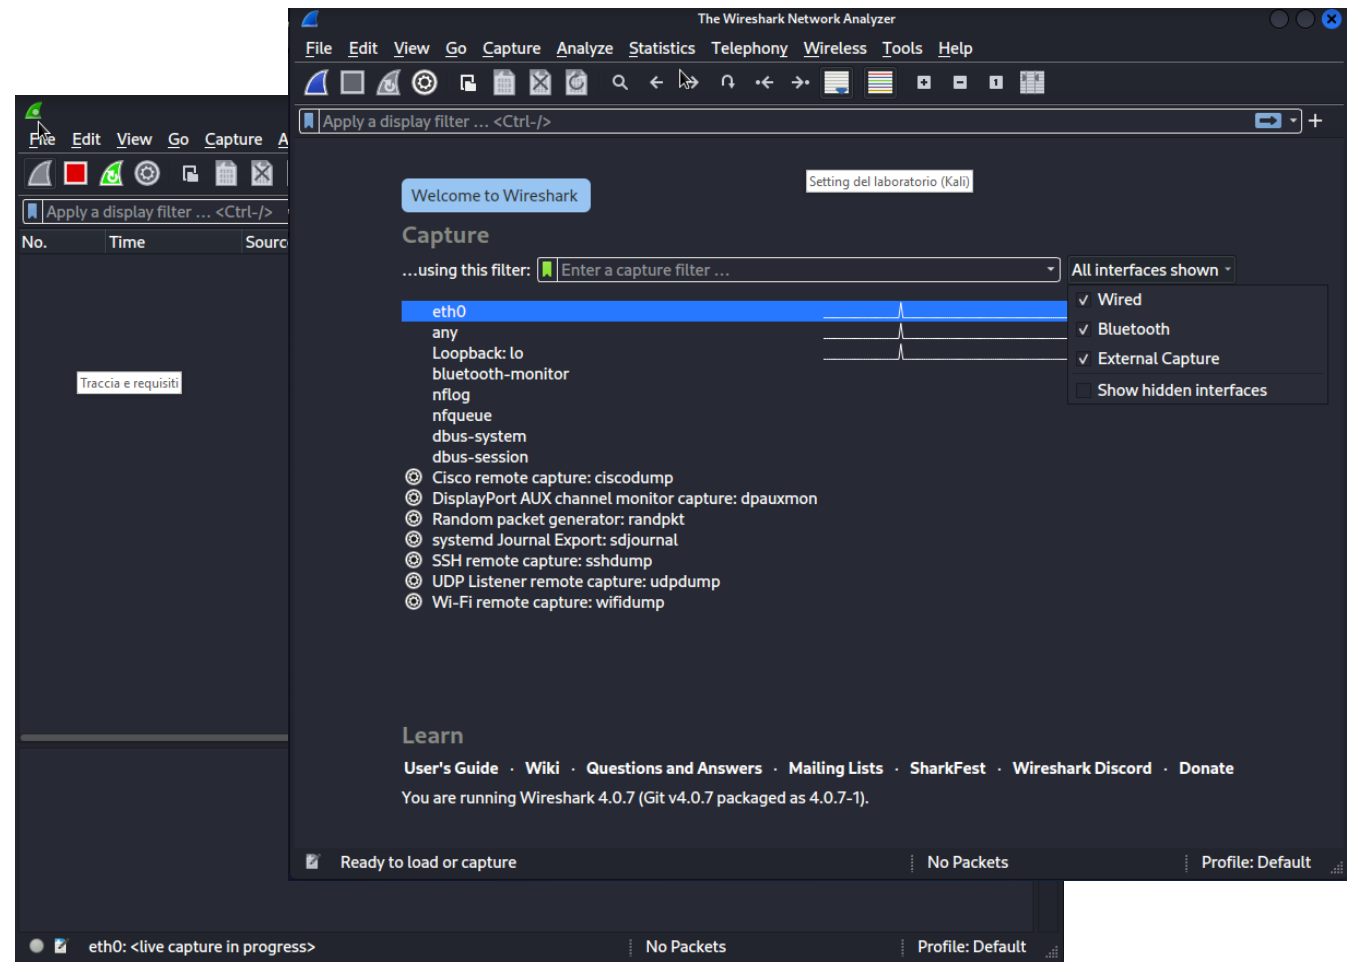 The Wireshark Network Analyzer
File Edit View Go Capture Analyze Statistics Telephony Wireless Tools Help
Apply a display filter ... <Ctrl-/>
Welcome to Wireshark
Setting del laboratorio (Kali)
Capture
...using this filter: Enter a capture filter ... All interfaces shown
Wired
Bluetooth
External Capture
Show hidden interfaces
eth0
any
Loopback: lo
bluetooth-monitor
nflog
nfqueue
dbus-system
dbus-session
Cisco remote capture: ciscodump
DisplayPort AUX channel monitor capture: dpauxmon
Random packet generator: randpkt
systemd Journal Export: sdjournal
SSH remote capture: sshdump
UDP Listener remote capture: udpdump
Wi-Fi remote capture: wifidump
Learn
User's Guide · Wiki · Questions and Answers · Mailing Lists · SharkFest · Wireshark Discord · Donate
You are running Wireshark 4.0.7 (Git v4.0.7 packaged as 4.0.7-1).
Ready to load or capture No Packets Profile: Default
File Edit View Go Capture A
Apply a display filter ... <Ctrl-/>
No. Time Sourc
Traccia e requisiti
eth0: <live capture in progress> No Packets Profile: Default